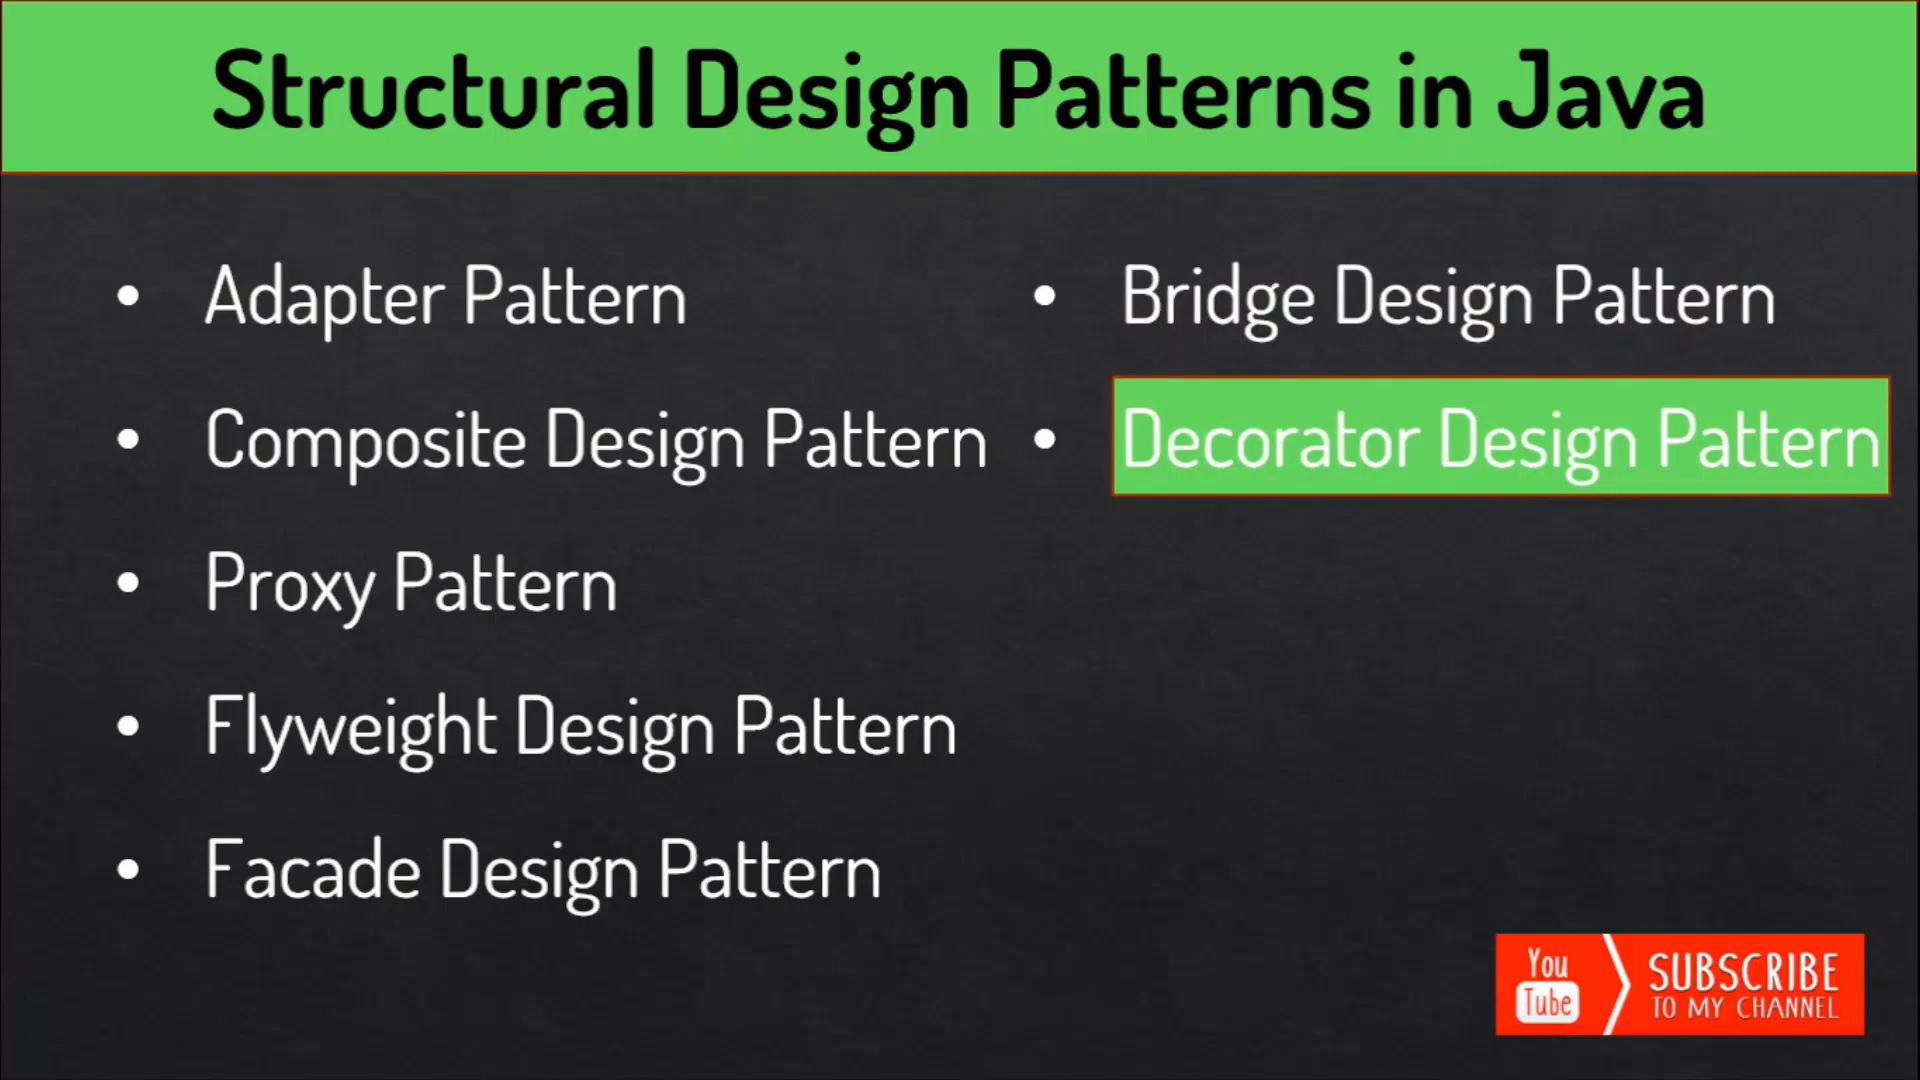 Structural Design Patterns in Java
• Adapter Pattern
• Composite Design Pattern
• Proxy Pattern
• Flyweight Design Pattern
• Facade Design Pattern
• Bridge Design Pattern
• Decorator Design Pattern
You
Tube
SUBSCRIBE
TO MY CHANNEL